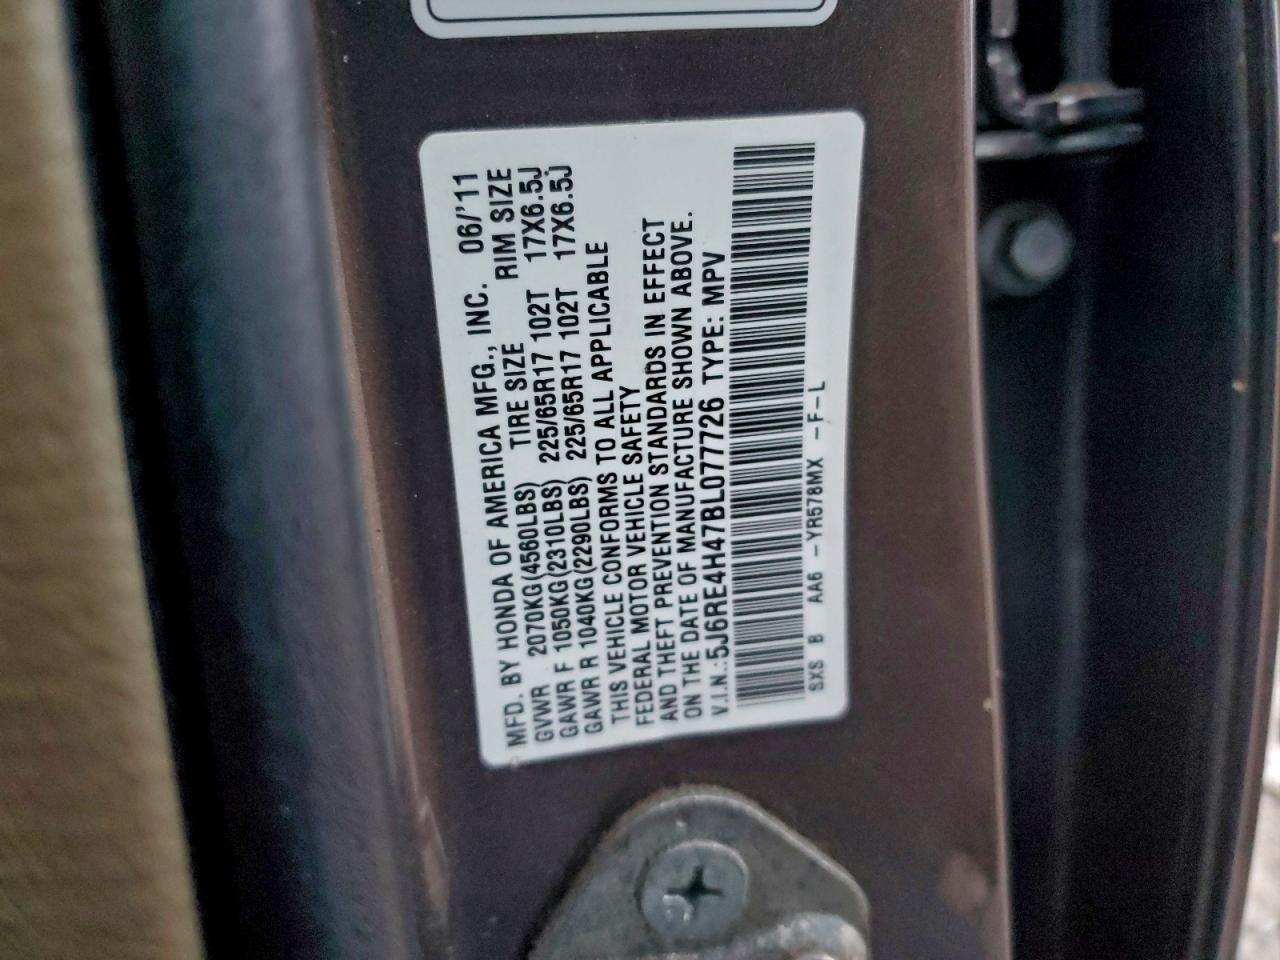 MFD. BY HONDA OF AMERICA MFG., INC. 06/'11
GVWR 2070KG(4560LBS) TIRE SIZE RIM SIZE
GAWR F 1050KG(2310LBS) 225/65R17 102T 17X6.5J
GAWR R 1040KG(2290LBS) 225/65R17 102T 17X6.5J
THIS VEHICLE CONFORMS TO ALL APPLICABLE
FEDERAL MOTOR VEHICLE SAFETY
AND THEFT PREVENTION STANDARDS IN EFFECT
ON THE DATE OF MANUFACTURE SHOWN ABOVE.
V.I.N.:5J6RE4H47BL077726 TYPE: MPV
SXS B AA6 -YR578MX -F-L